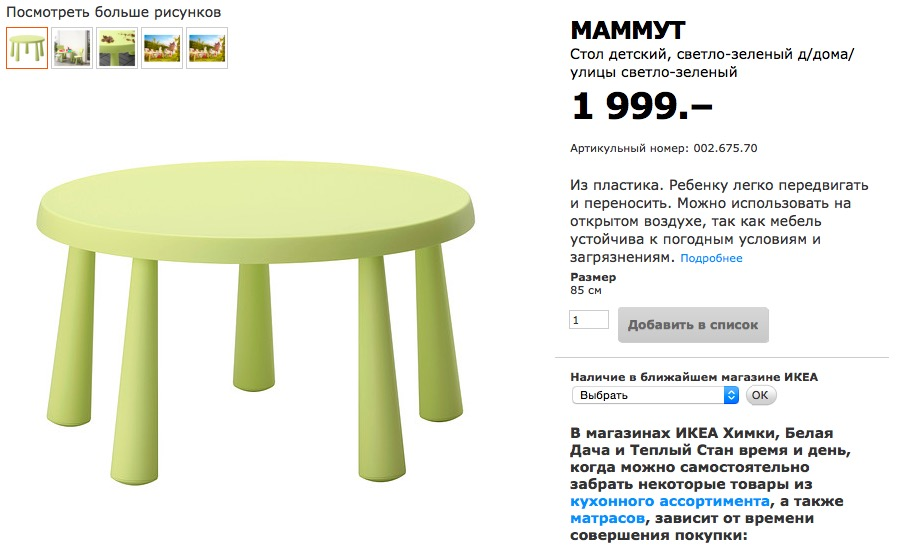 Посмотреть больше рисунков
МАММУТ
Стол детский, светло-зеленый д/дома/
улицы светло-зеленый
1 999.–
Артикульный номер: 002.675.70
Из пластика. Ребенку легко передвигать
и переносить. Можно использовать на
открытом воздухе, так как мебель
устойчива к погодным условиям и
загрязнениям. Подробнее
Размер
85 см
1
Добавить в список
Наличие в ближайшем магазине ИКЕА
Выбрать
OK
В магазинах ИКЕА Химки, Белая
Дача и Теплый Стан время и день,
когда можно самостоятельно
забрать некоторые товары из
кухонного ассортимента, а также
матрасов, зависит от времени
совершения покупки: